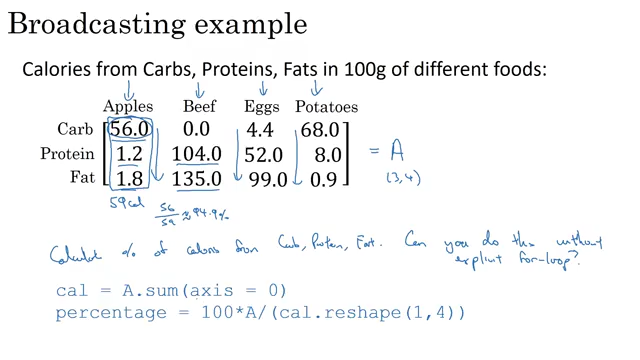 Broadcasting example
Calories from Carbs, Proteins, Fats in 100g of different foods:
Apples Beef Eggs Potatoes
Carb 56.0 0.0 4.4 68.0
Protein 1.2 104.0 52.0 8.0 = A
Fat 1.8 135.0 99.0 0.9 (3,4)
59cal 56/59 ≈ 94.9%
Calculate % of calories from Carb, Protein, Fat. Can you do this without
explicit for-loop?
cal = A.sum(axis = 0)
percentage = 100*A/(cal.reshape(1,4))